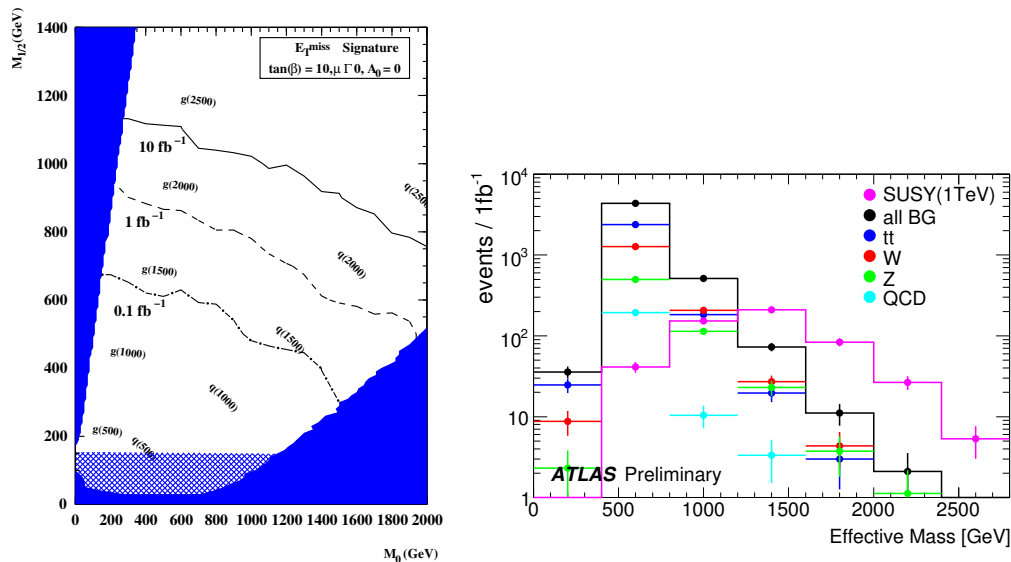 M1/2 (GeV)
1400
1200
1000
800
600
400
200
0
ETmiss Signature
tan(β) = 10, μ Γ 0, A0 = 0
g(2500)
10 fb −1
q(2500
g(2000)
1 fb −1
q(2000)
g(1500)
0.1 fb −1
q(1500)
g(1000)
q(1000)
g(500)
q(500)
0 200 400 600 800 1000 1200 1400 1600 1800 2000
M0 (GeV)
events / 1fb-1
10^4
10^3
10^2
10
1
SUSY(1TeV)
all BG
tt
W
Z
QCD
ATLAS Preliminary
0 500 1000 1500 2000 2500
Effective Mass [GeV]